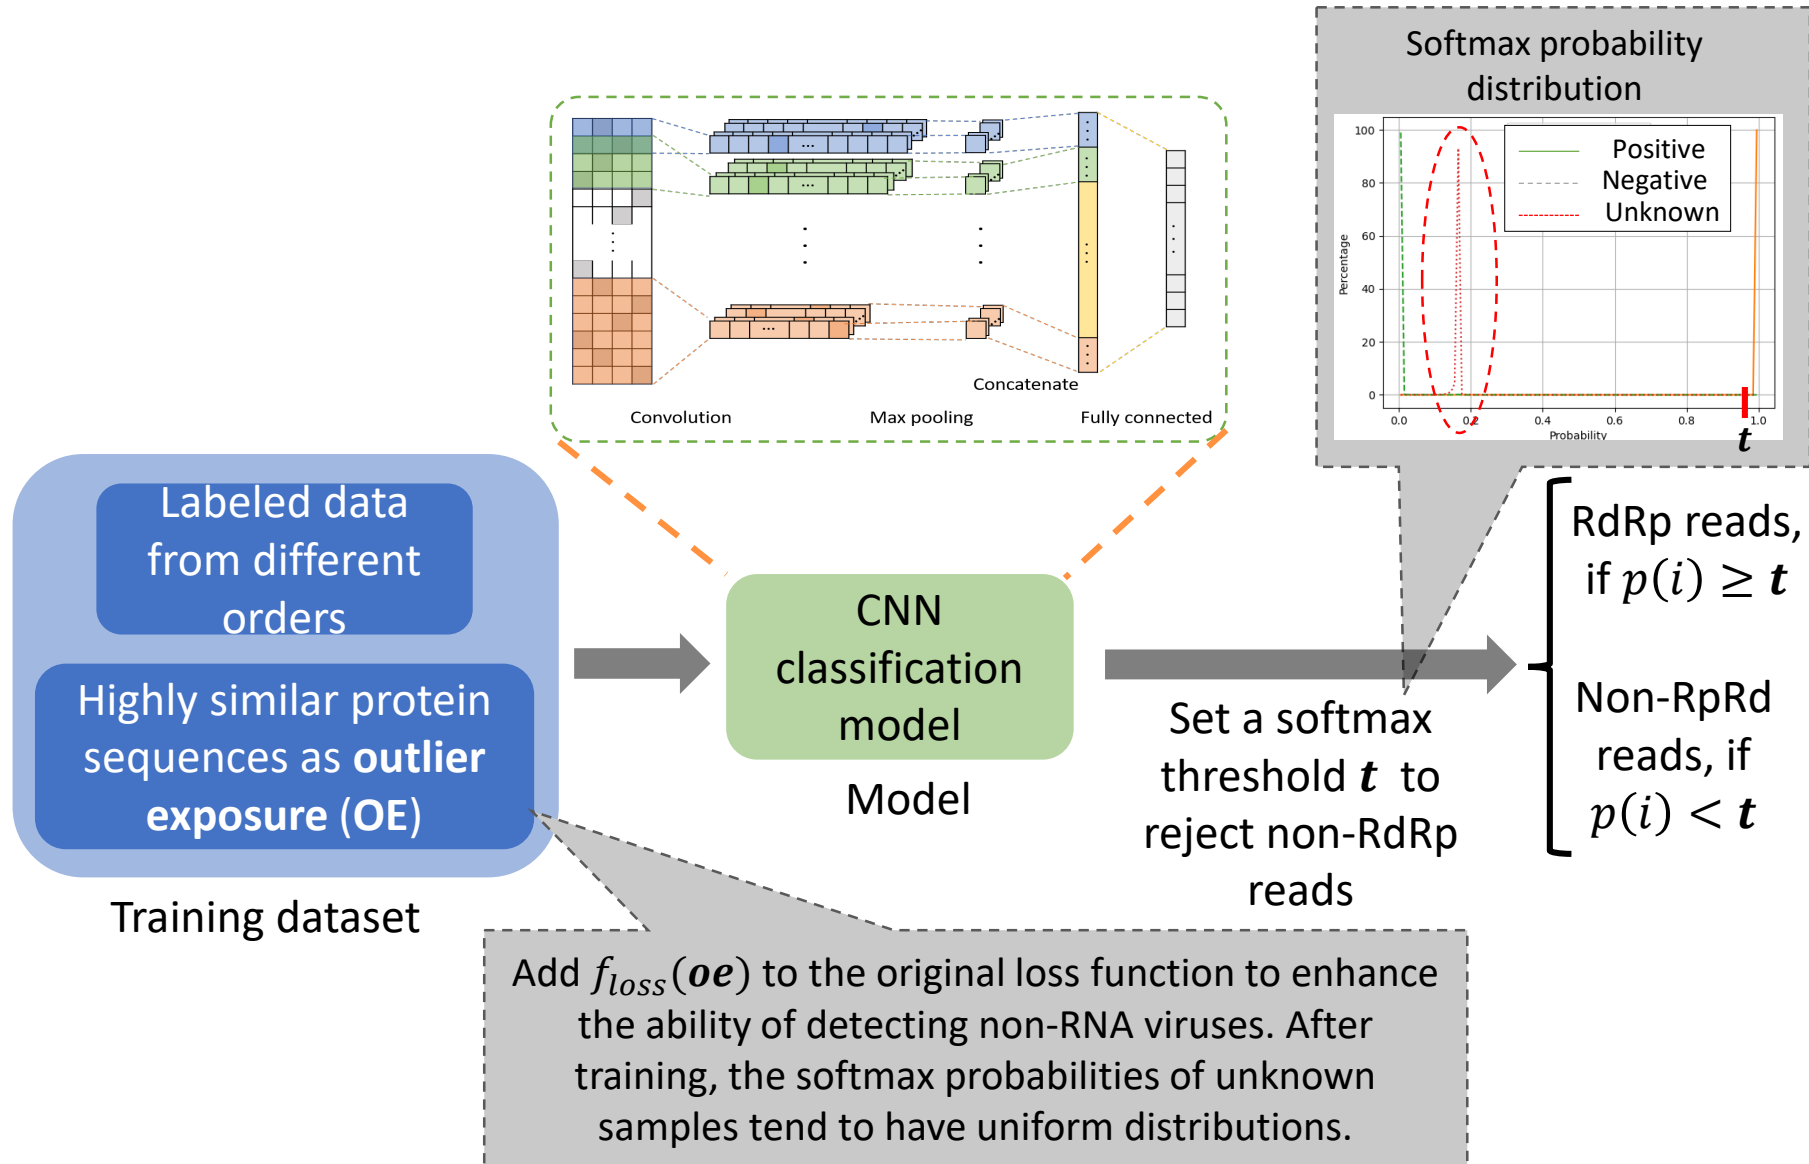 Softmax probability
distribution
100
80
60
40
20
0
Percentage
Positive
Negative
Unknown
0.0
0.2
0.4
0.6
0.8
1.0
Probability
t
...
...
...
Concatenate
Convolution
Max pooling
Fully connected
Labeled data
from different
orders
Highly similar protein
sequences as outlier
exposure (OE)
Training dataset
CNN
classification
model
Model
Set a softmax
threshold t to
reject non-RdRp
reads
RdRp reads,
if p(i) ≥ t
Non-RpRd
reads, if
p(i) < t
Add f_loss(oe) to the original loss function to enhance
the ability of detecting non-RNA viruses. After
training, the softmax probabilities of unknown
samples tend to have uniform distributions.